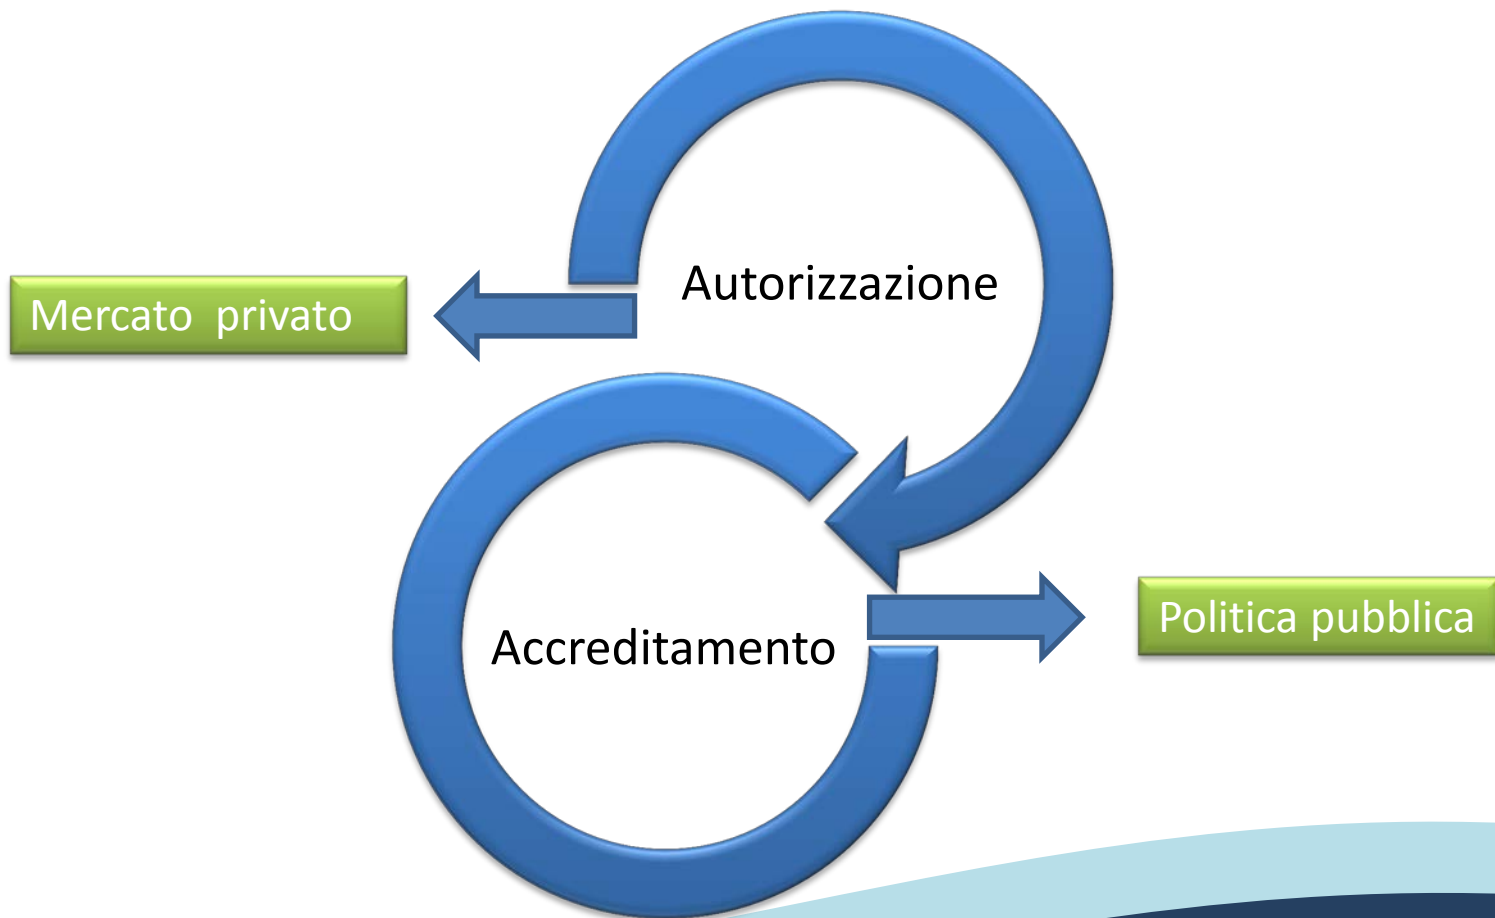 Autorizzazione
Mercato privato
Politica pubblica
Accreditamento